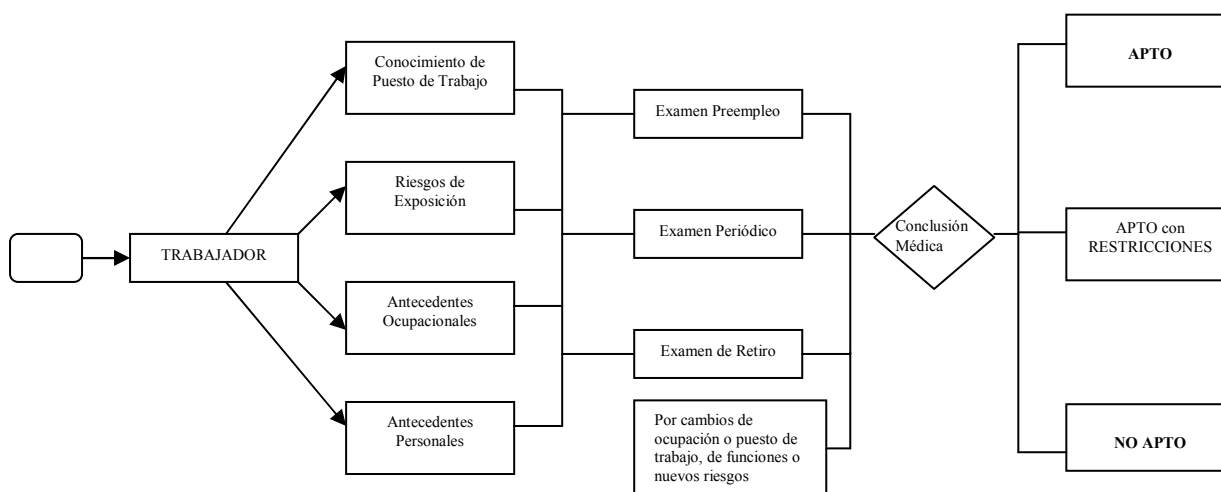 TRABAJADOR
Conocimiento de
Puesto de Trabajo
Riesgos de
Exposición
Antecedentes
Ocupacionales
Antecedentes
Personales
Examen Preempleo
Examen Periódico
Examen de Retiro
Por cambios de
ocupación o puesto de
trabajo, de funciones o
nuevos riesgos
Conclusión
Médica
APTO
APTO con
RESTRICCIONES
NO APTO